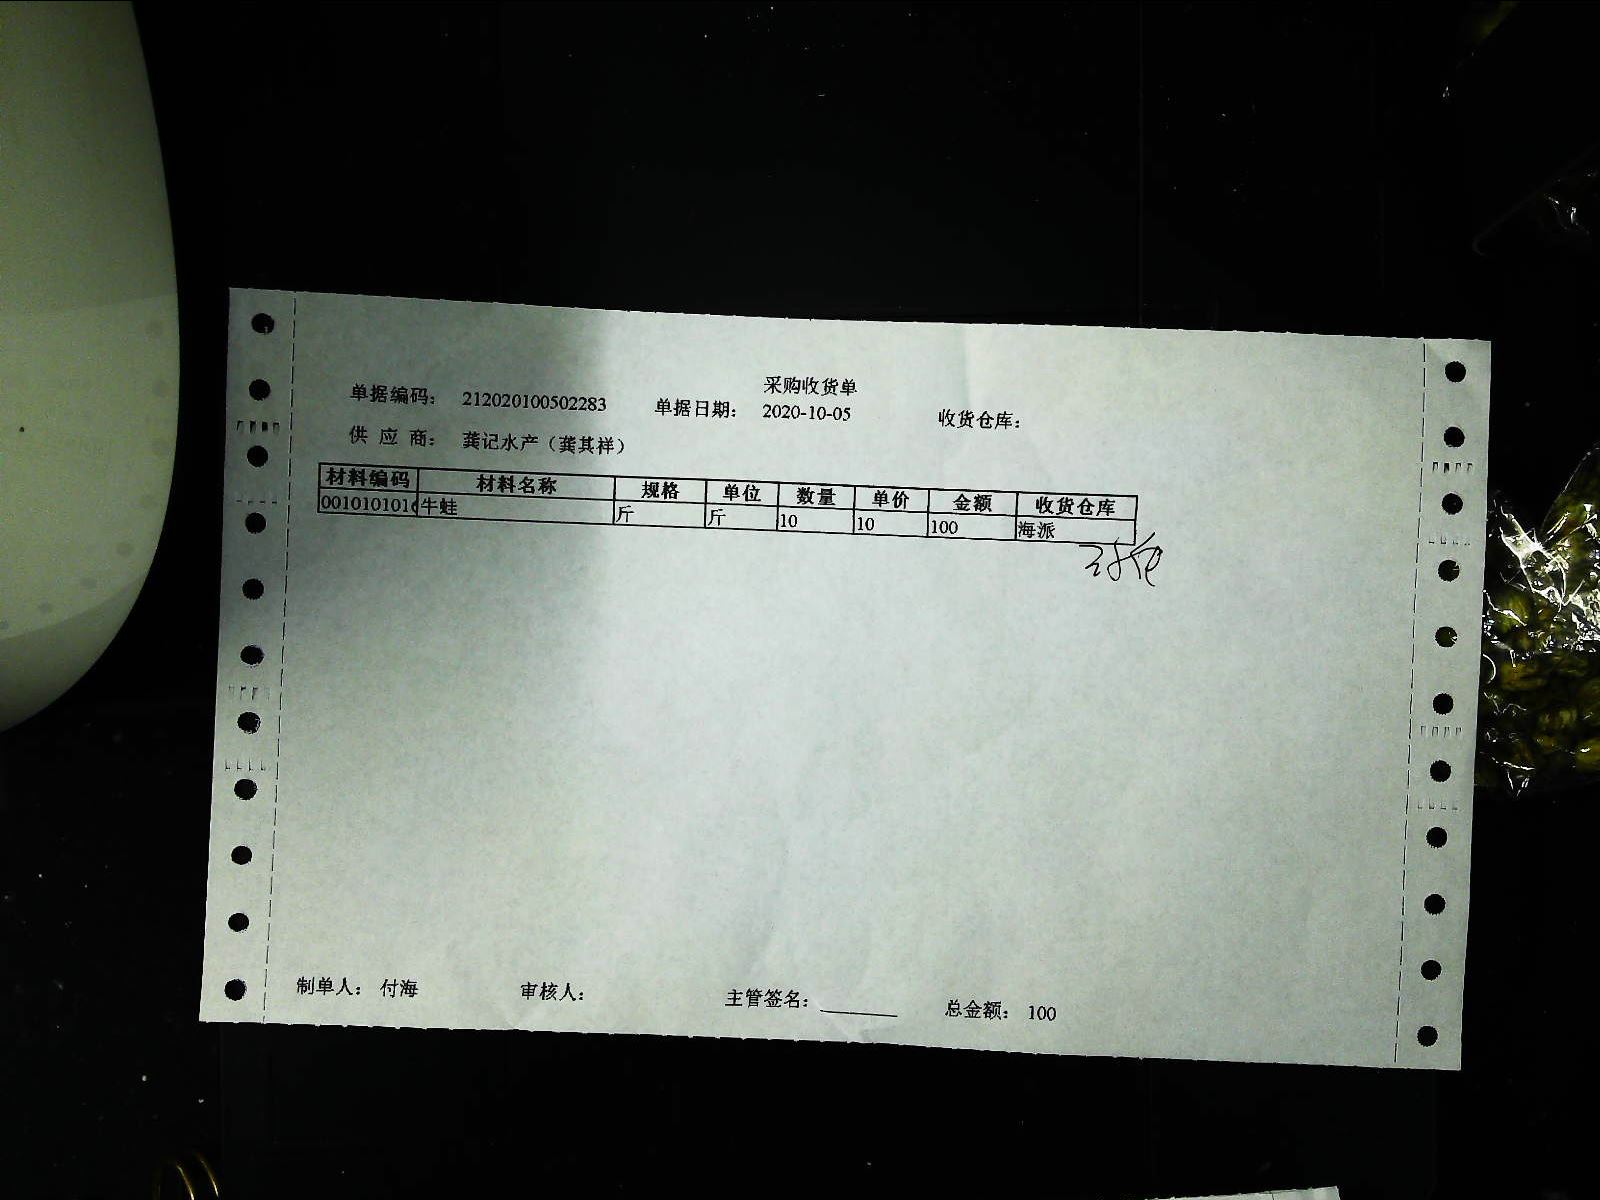 采购收货单
单据编码： 212020100502283 单据日期： 2020-10-05 收货仓库：
供 应 商： 龚记水产（龚其祥）
材料编码 材料名称 规格 单位 数量 单价 金额 收货仓库
001010101 牛蛙 斤 斤 10 10 100 海派
制单人： 付海 审核人： 主管签名： 总金额： 100